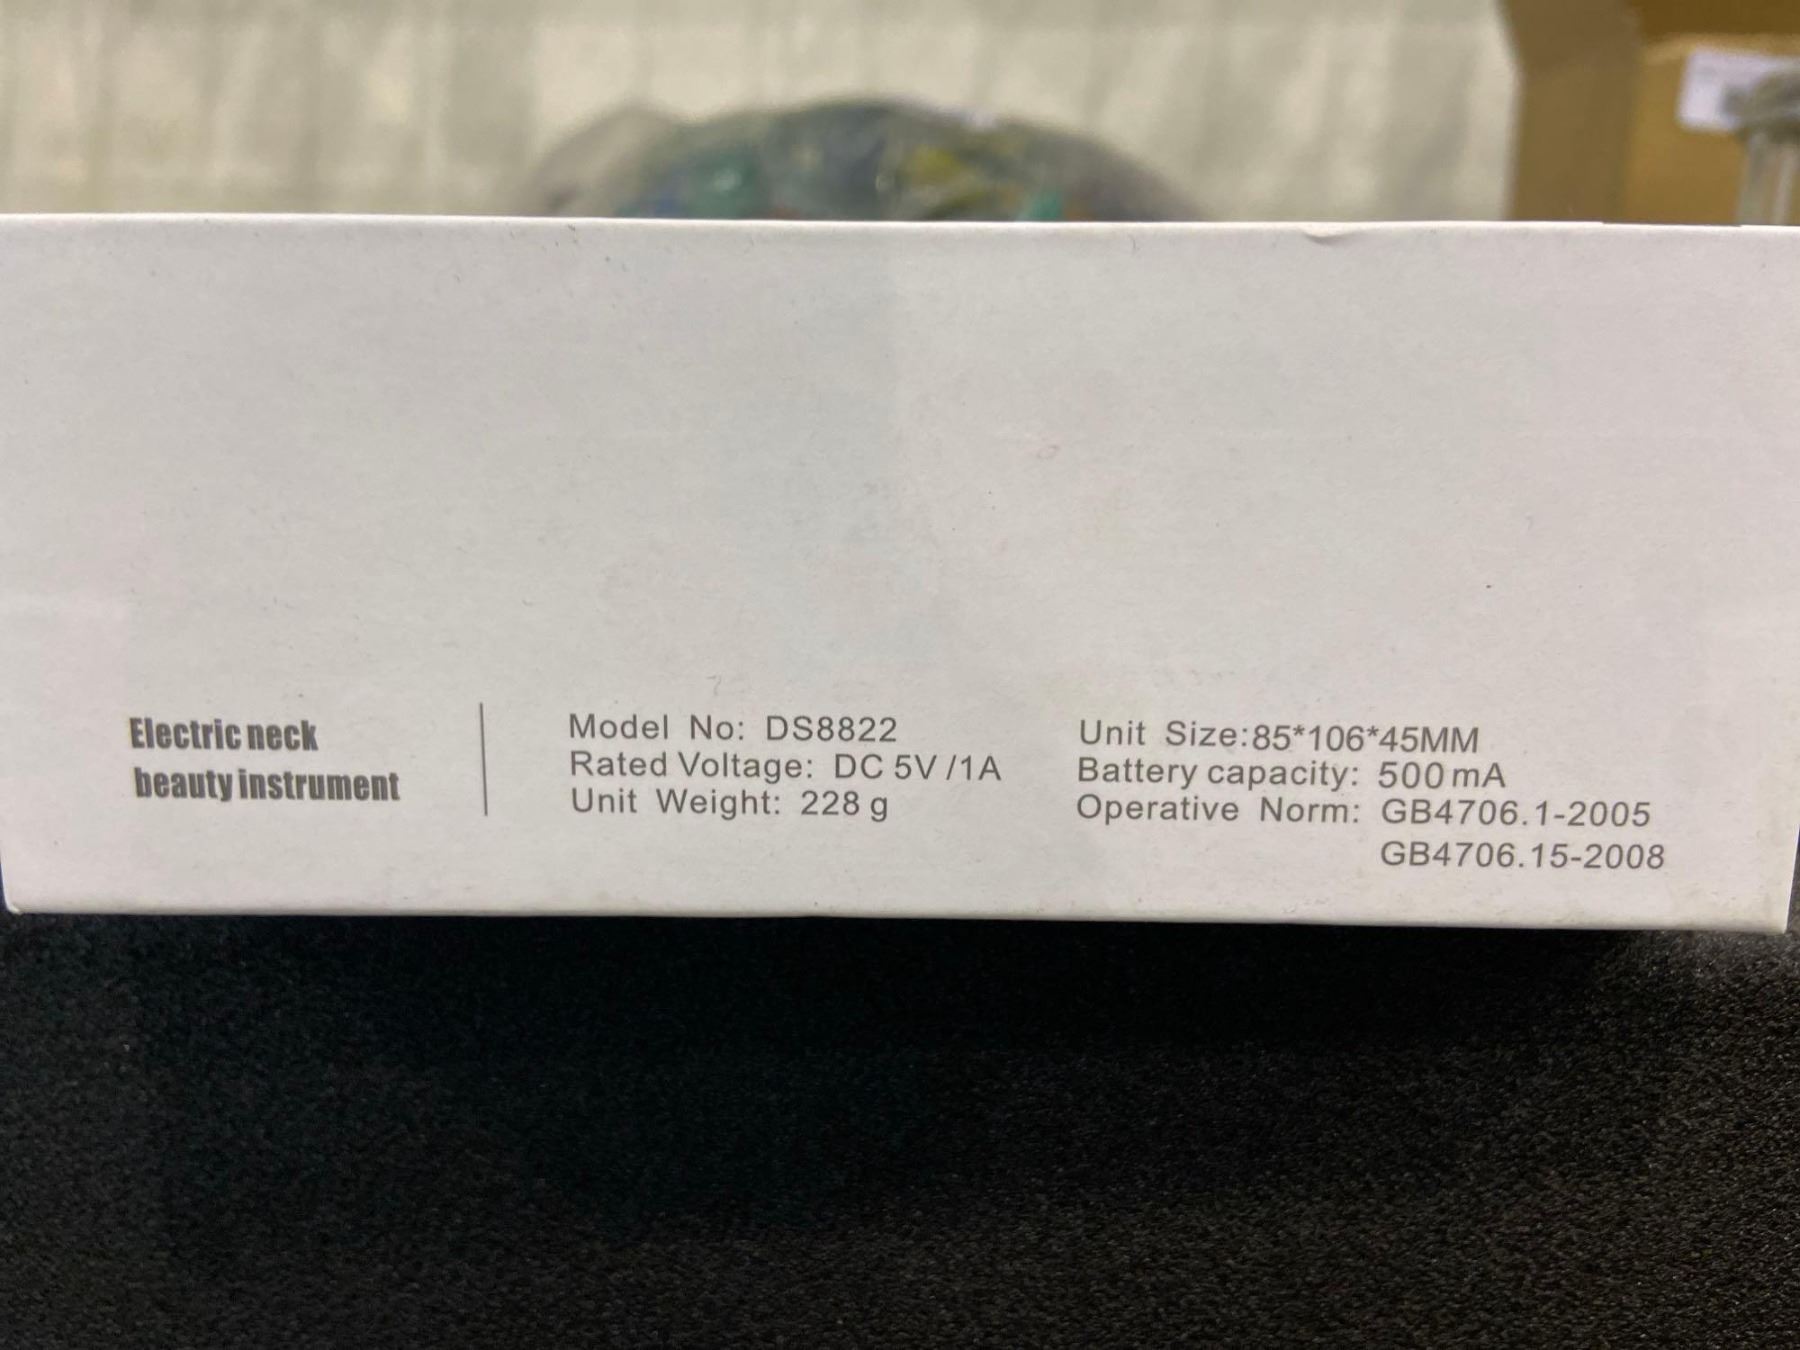 Electric neck
beauty instrument
Model No: DS8822
Rated Voltage: DC 5V /1A
Unit Weight: 228 g
Unit Size:85*106*45MM
Battery capacity: 500 mA
Operative Norm: GB4706.1-2005
GB4706.15-2008